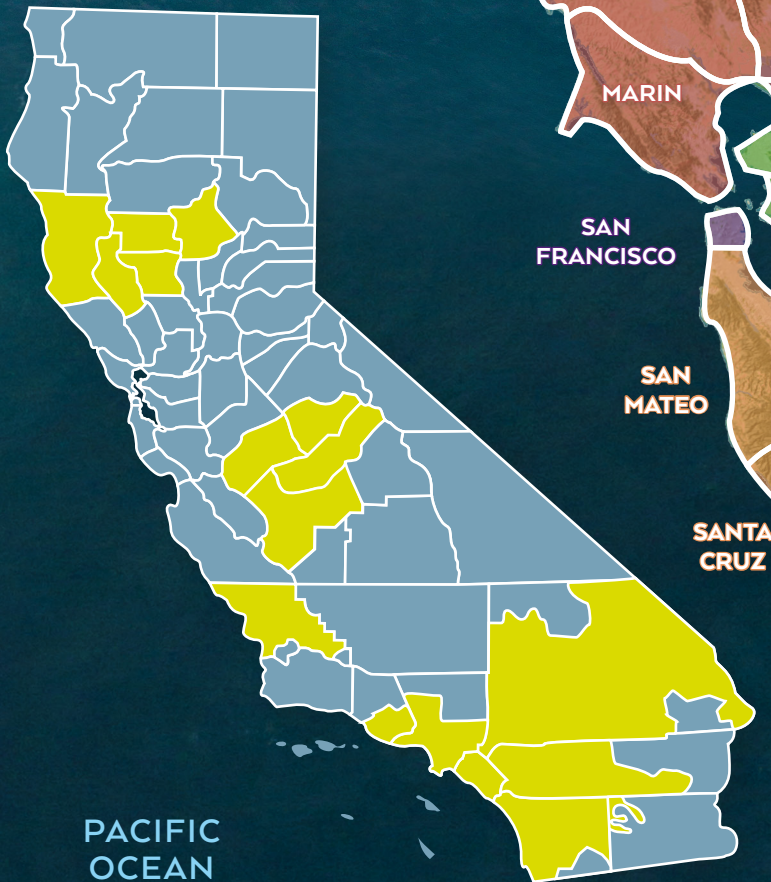 MARIN
SAN
FRANCISCO
SAN
MATEO
SANTA
CRUZ
PACIFIC
OCEAN